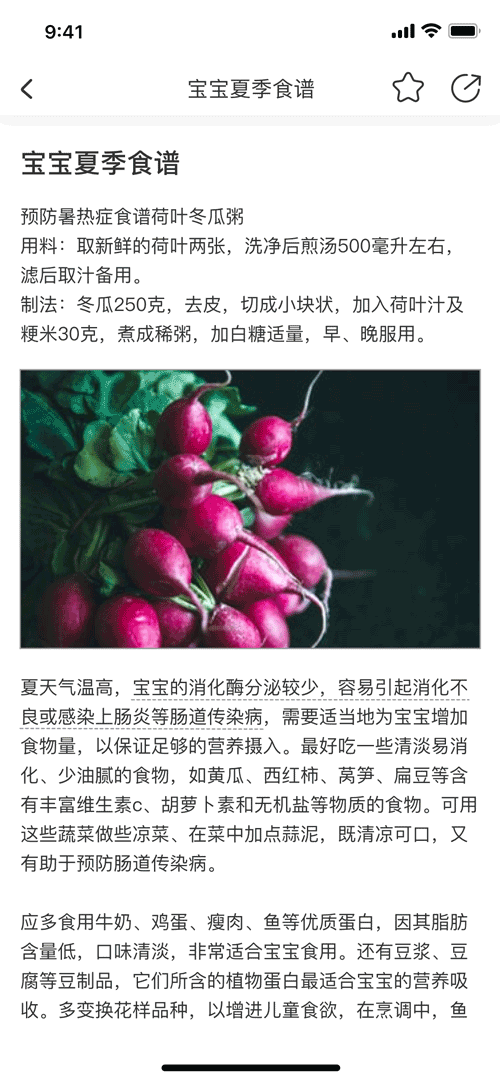 9:41
宝宝夏季食谱
宝宝夏季食谱
预防暑热症食谱荷叶冬瓜粥
用料：取新鲜的荷叶两张，洗净后煎汤500毫升左右，
滤后取汁备用。
制法：冬瓜250克，去皮，切成小块状，加入荷叶汁及
粳米30克，煮成稀粥，加白糖适量，早、晚服用。
夏天气温高，宝宝的消化酶分泌较少，容易引起消化不
良或感染上肠炎等肠道传染病，需要适当地为宝宝增加
食物量，以保证足够的营养摄入。最好吃一些清淡易消
化、少油腻的食物，如黄瓜、西红柿、莴笋、扁豆等含
有丰富维生素c、胡萝卜素和无机盐等物质的食物。可用
这些蔬菜做些凉菜、在菜中加点蒜泥，既清凉可口，又
有助于预防肠道传染病。
应多食用牛奶、鸡蛋、瘦肉、鱼等优质蛋白，因其脂肪
含量低，口味清淡，非常适合宝宝食用。还有豆浆、豆
腐等豆制品，它们所含的植物蛋白最适合宝宝的营养吸
收。多变换花样品种，以增进儿童食欲，在烹调中，鱼